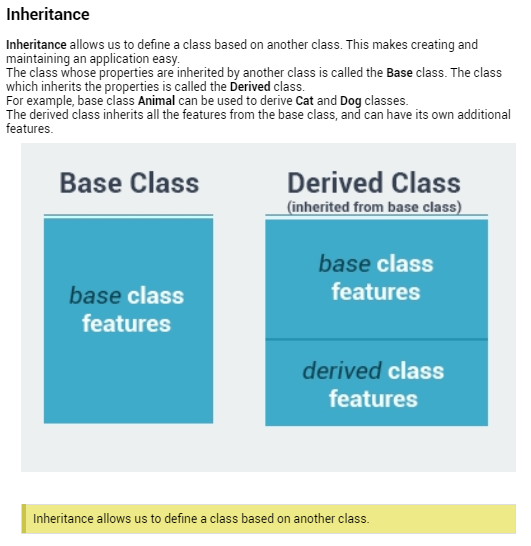 Inheritance
Inheritance allows us to define a class based on another class. This makes creating and
maintaining an application easy.
The class whose properties are inherited by another class is called the Base class. The class
which inherits the properties is called the Derived class.
For example, base class Animal can be used to derive Cat and Dog classes.
The derived class inherits all the features from the base class, and can have its own additional
features.
Base Class
base class
features
Derived Class
(inherited from base class)
base class
features
derived class
features
Inheritance allows us to define a class based on another class.